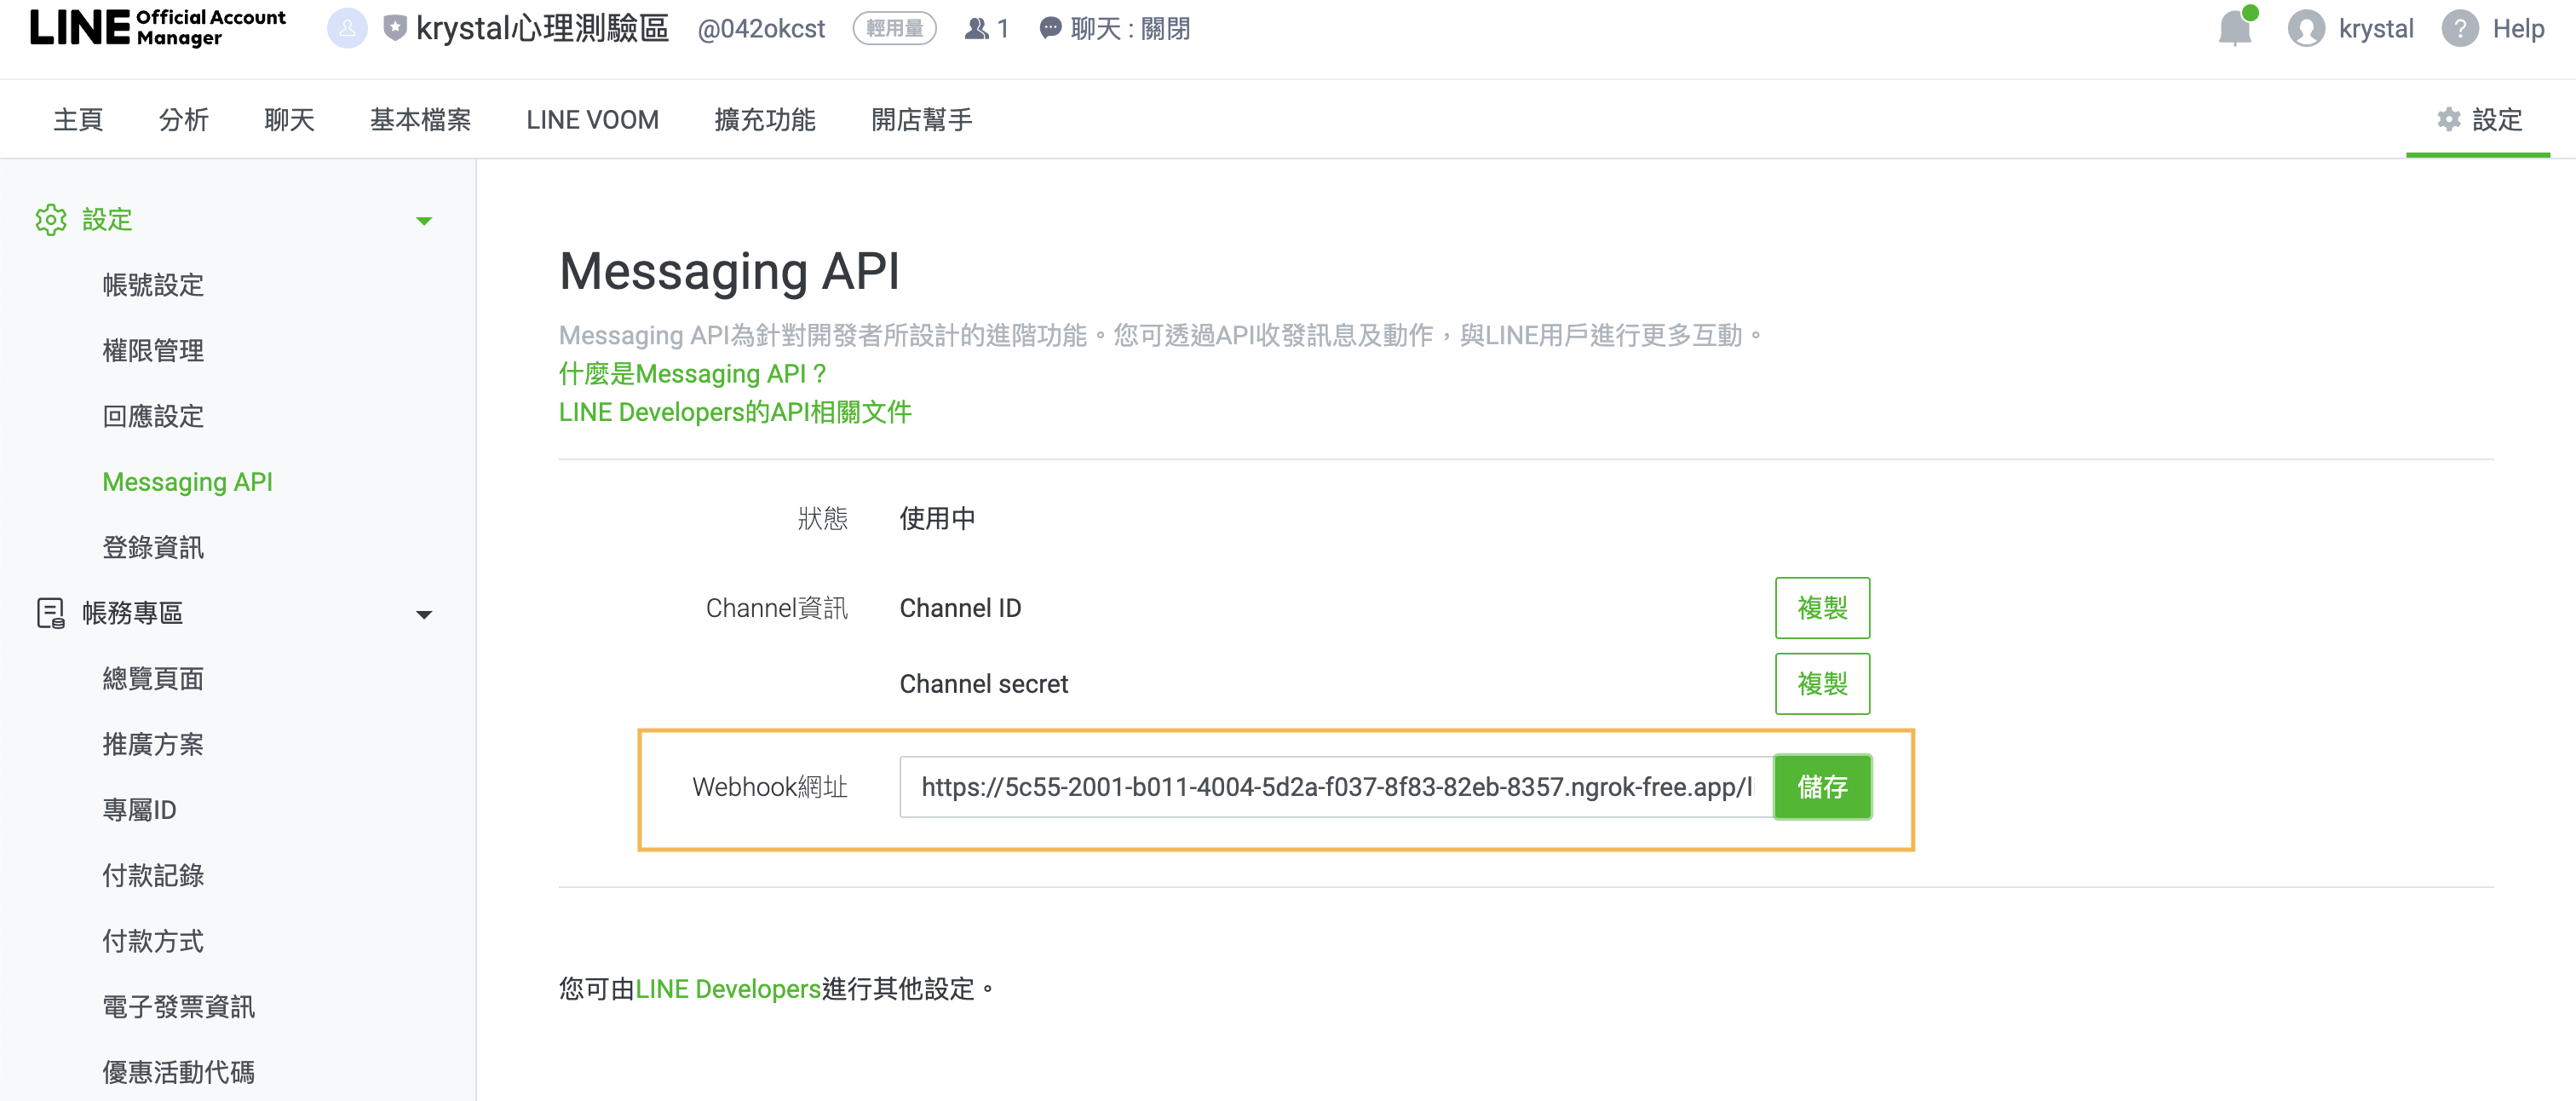 LINE Official Account Manager
krystal心理測驗區 @042okcst 輕用量 1 聊天 : 關閉
krystal ? Help
主頁 分析 聊天 基本檔案 LINE VOOM 擴充功能 開店幫手 設定
設定
帳號設定
權限管理
回應設定
Messaging API
登錄資訊
帳務專區
總覽頁面
推廣方案
專屬ID
付款記錄
付款方式
電子發票資訊
優惠活動代碼
Messaging API
Messaging API為針對開發者所設計的進階功能。您可透過API收發訊息及動作，與LINE用戶進行更多互動。
什麼是Messaging API？
LINE Developers的API相關文件
狀態 使用中
Channel資訊 Channel ID 複製
Channel secret 複製
Webhook網址 https://5c55-2001-b011-4004-5d2a-f037-8f83-82eb-8357.ngrok-free.app/l 儲存
您可由LINE Developers進行其他設定。